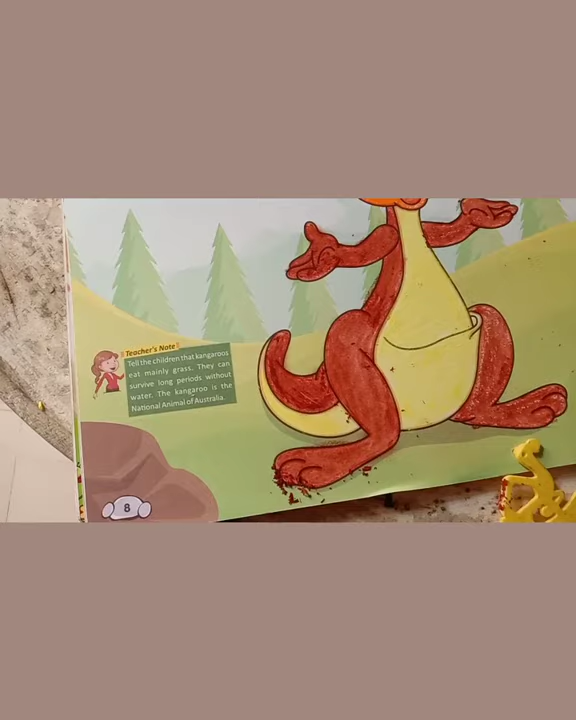 Teacher's Note
Tell the children that kangaroos
eat mainly grass. They can
survive long periods without
water. The kangaroo is the
National Animal of Australia.
8